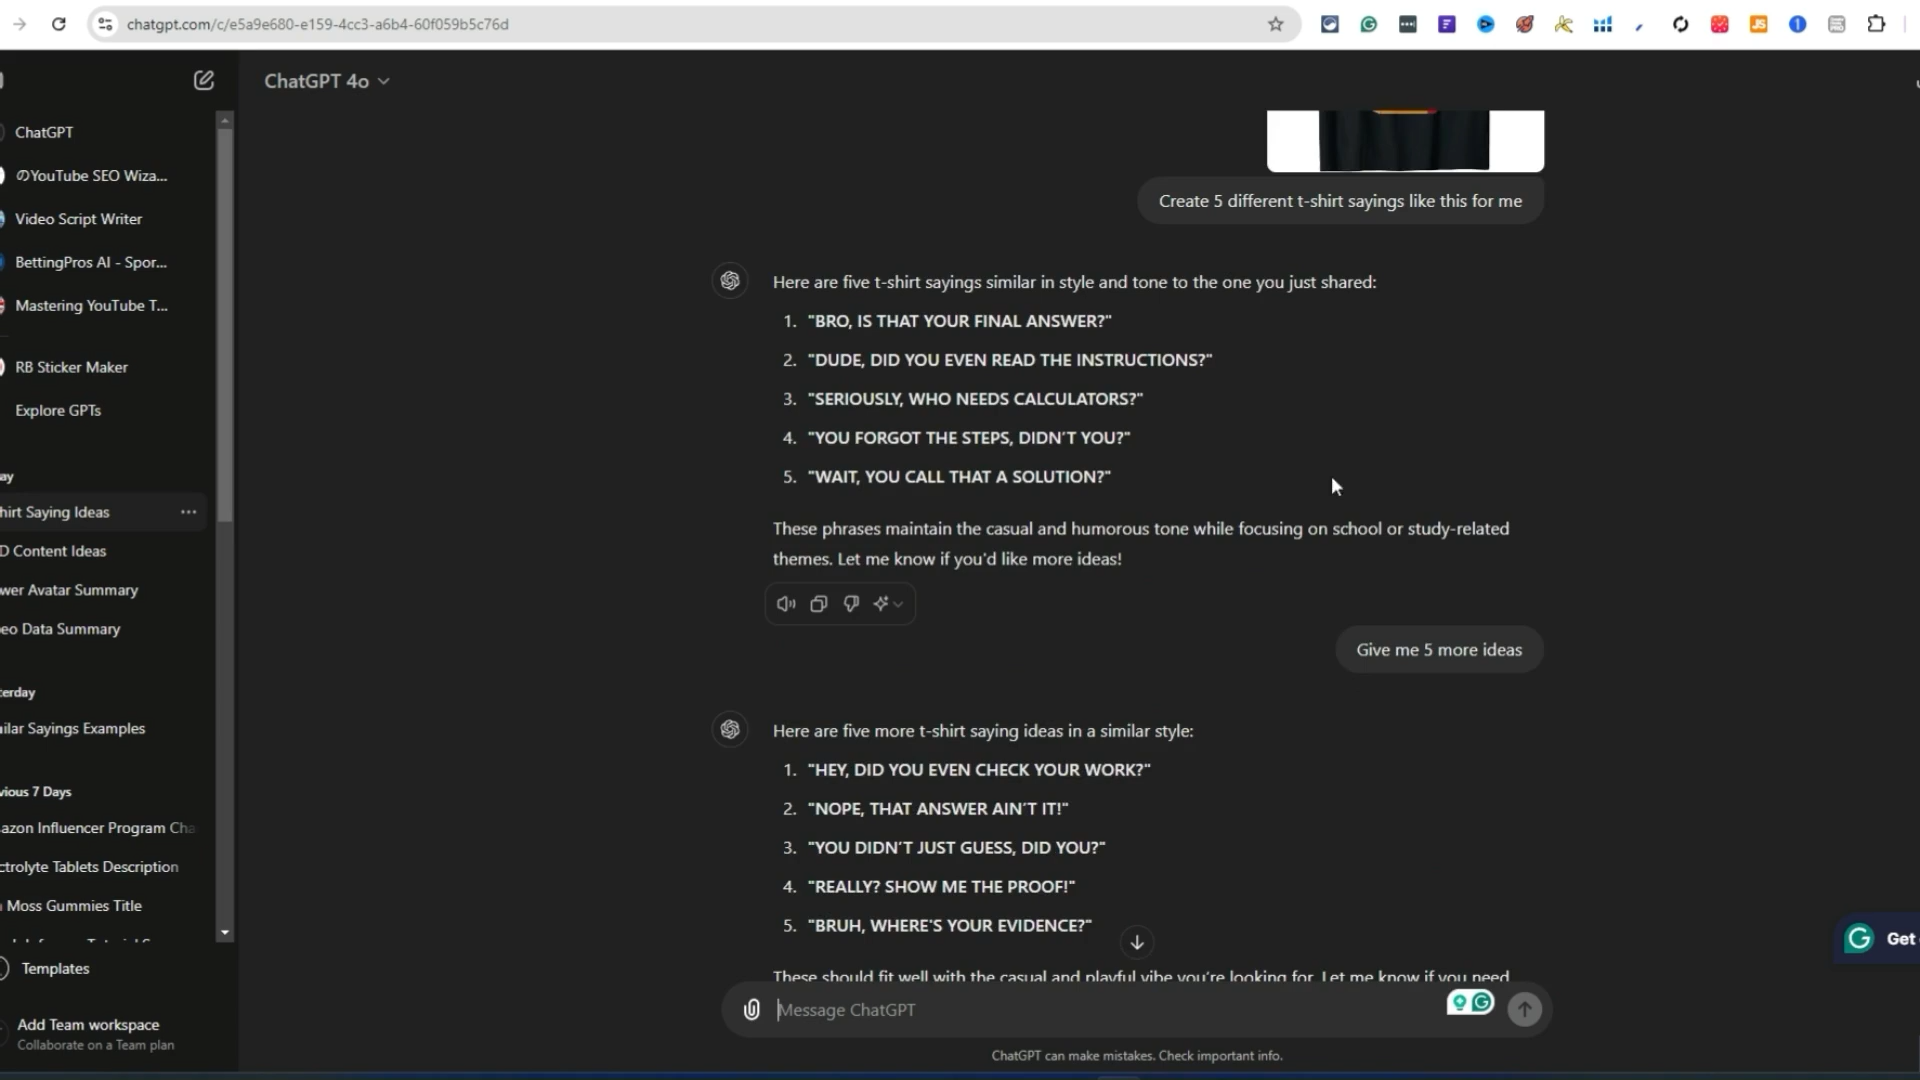 chatgpt.com/c/e5a9e680-e159-4cc3-a6b4-60f059b5c76d
ChatGPT 4o
ChatGPT
のYouTube SEO Wiza...
Video Script Writer
BettingPros AI - Spor...
Mastering YouTube T...
RB Sticker Maker
Explore GPTs
ay
hirt Saying Ideas
D Content Ideas
wer Avatar Summary
eo Data Summary
terday
ilar Sayings Examples
vious 7 Days
azon Influencer Program Cha
ctrolyte Tablets Description
Moss Gummies Title
Templates
Add Team workspace
Collaborate on a Team plan
Create 5 different t-shirt sayings like this for me
Here are five t-shirt sayings similar in style and tone to the one you just shared:
1. "BRO, IS THAT YOUR FINAL ANSWER?"
2. "DUDE, DID YOU EVEN READ THE INSTRUCTIONS?"
3. "SERIOUSLY, WHO NEEDS CALCULATORS?"
4. "YOU FORGOT THE STEPS, DIDN'T YOU?"
5. "WAIT, YOU CALL THAT A SOLUTION?"
These phrases maintain the casual and humorous tone while focusing on school or study-related
themes. Let me know if you'd like more ideas!
Give me 5 more ideas
Here are five more t-shirt saying ideas in a similar style:
1. "HEY, DID YOU EVEN CHECK YOUR WORK?"
2. "NOPE, THAT ANSWER AIN'T IT!"
3. "YOU DIDN'T JUST GUESS, DID YOU?"
4. "REALLY? SHOW ME THE PROOF!"
5. "BRUH, WHERE'S YOUR EVIDENCE?"
These should fit well with the casual and playful vibe you're looking for. Let me know if you need
Message ChatGPT
ChatGPT can make mistakes. Check important info.
Get